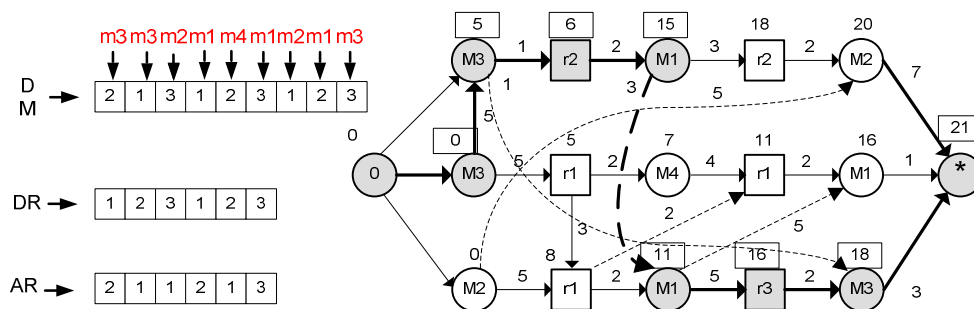 m3 m3 m2 m1 m4 m1 m2 m1 m3
D
M
2 1 3 1 2 3 1 2 3
DR
1 2 3 1 2 3
AR
2 1 1 2 1 3
5 6 15 18 20
M3 1 r2 2 M1 3 r2 2 M2
1 3 5 7
0 0 5 5 7 11 16 21
0 M3 5 r1 2 M4 4 r1 2 M1 1 *
3 2 5
0 8 11 16 18
M2 5 r1 2 M1 5 r3 2 M3 3